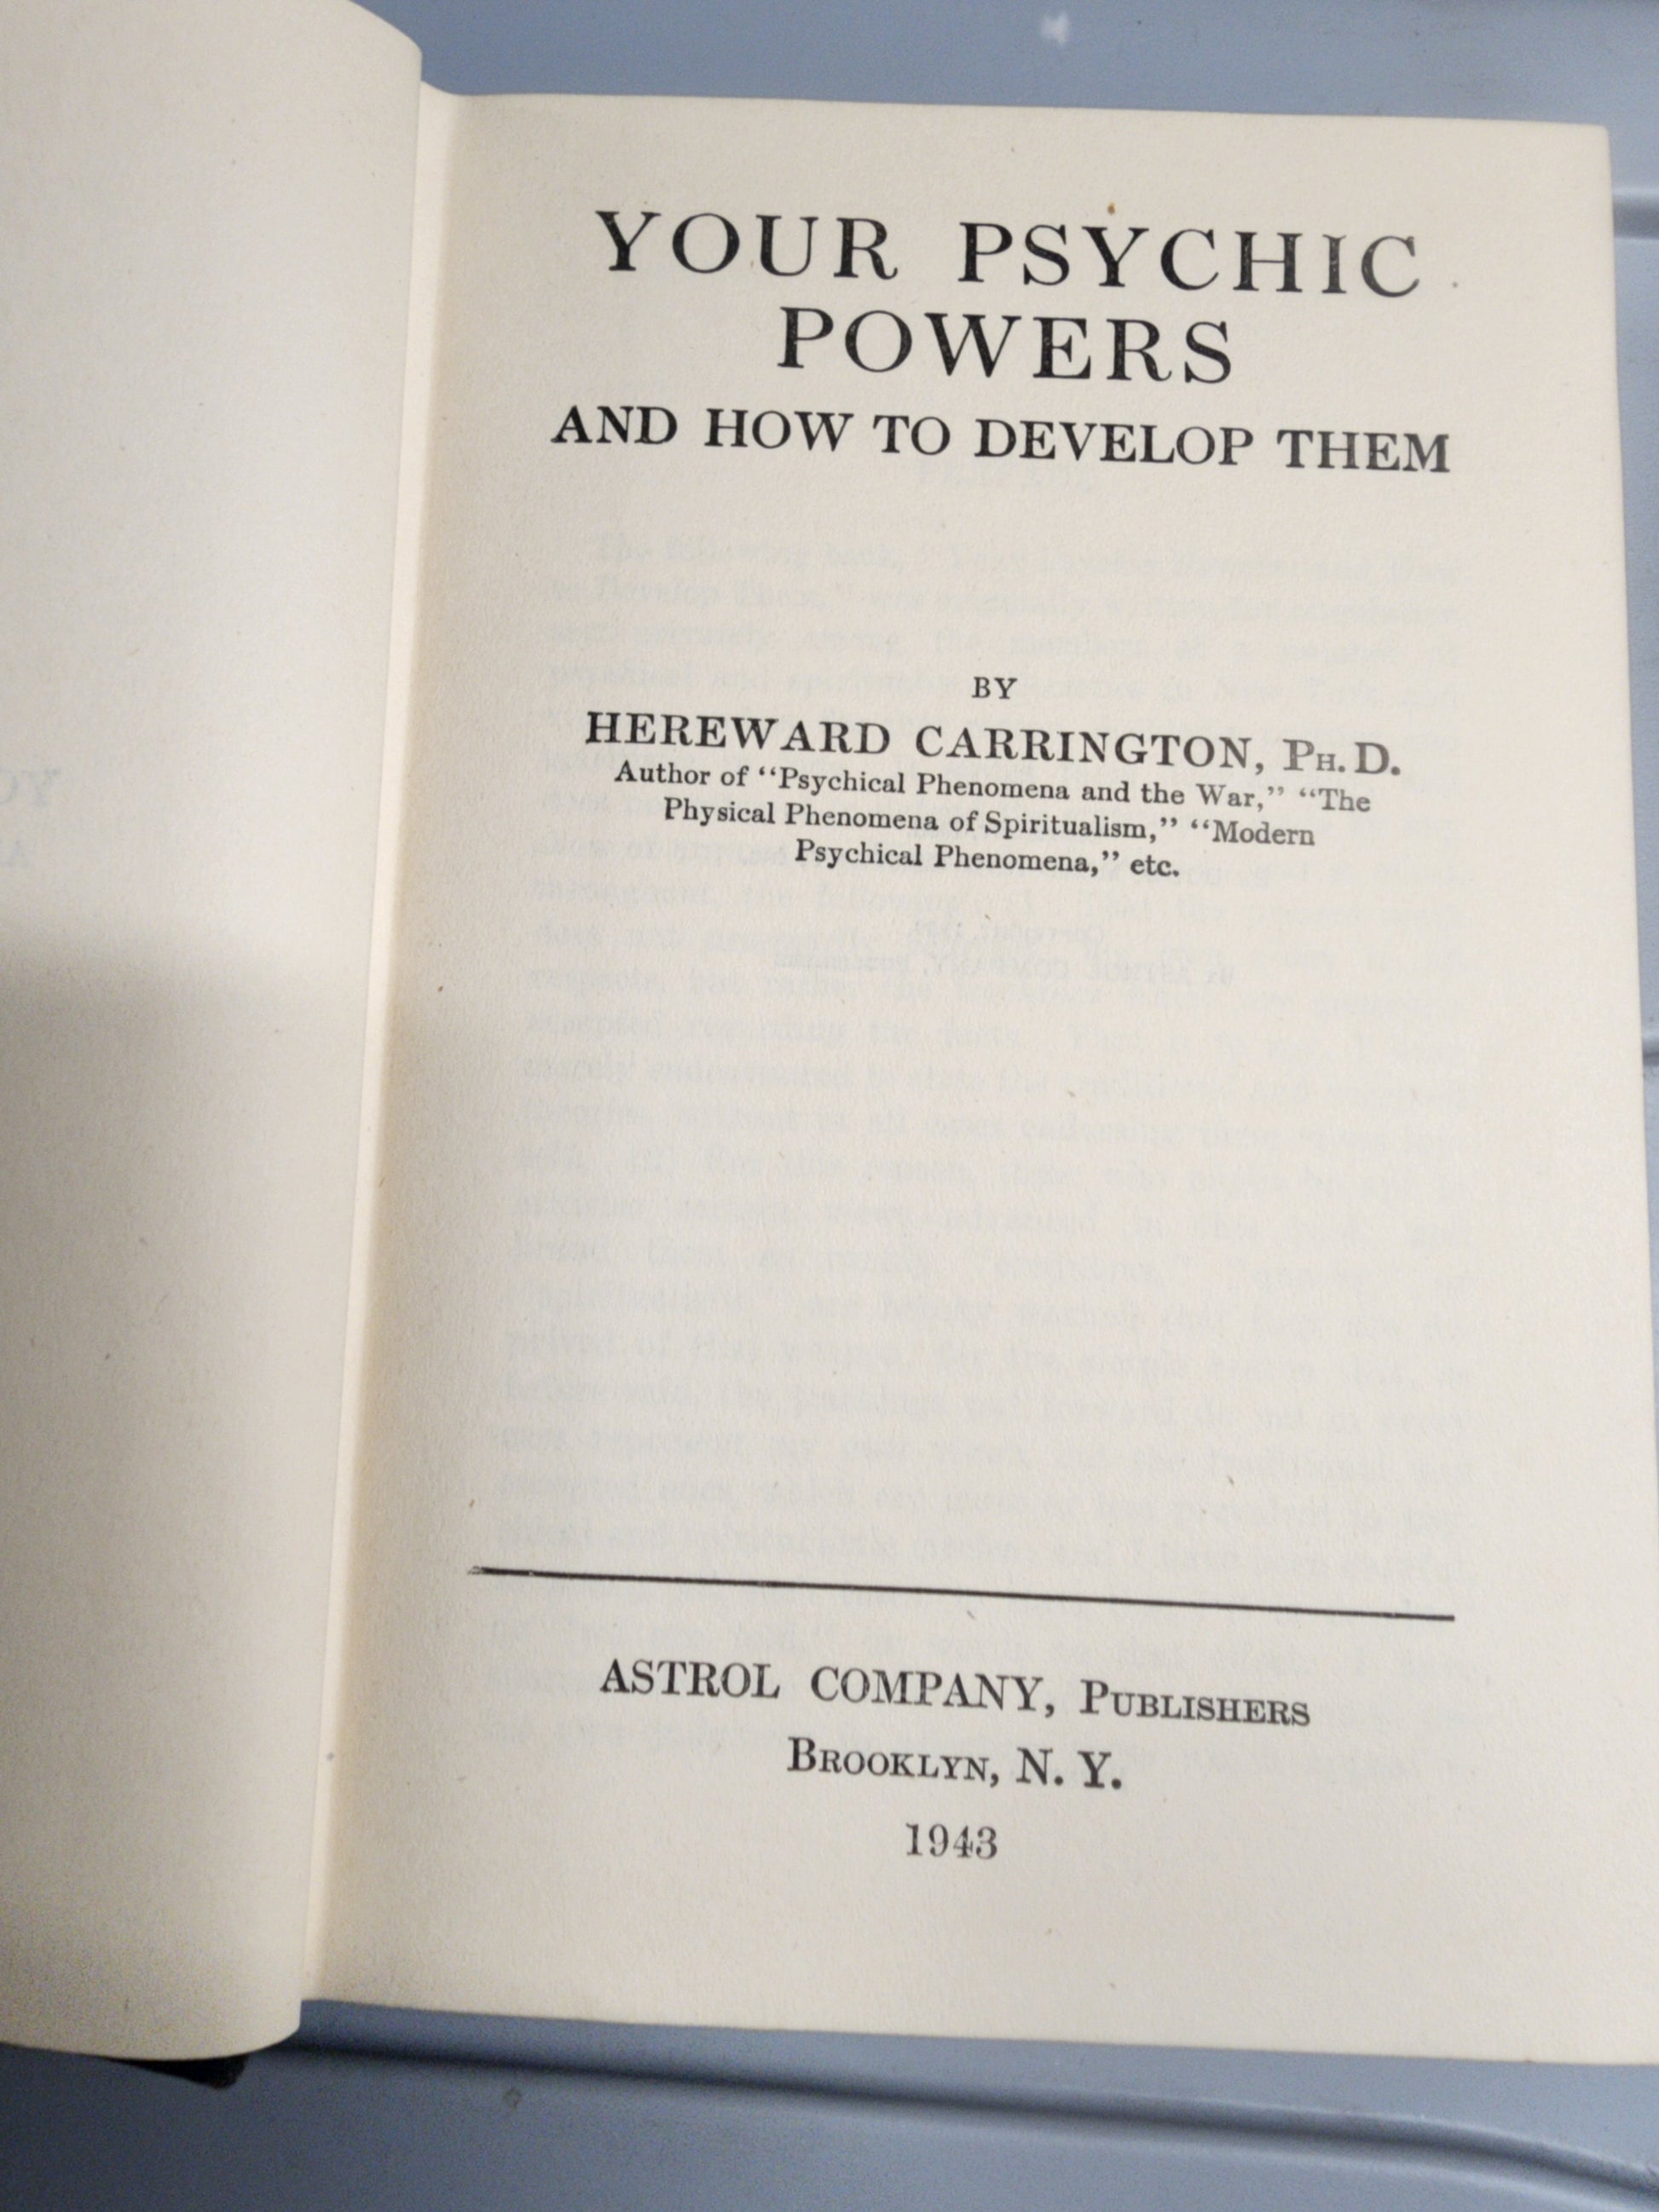 YOUR PSYCHIC
POWERS
AND HOW TO DEVELOP THEM
BY
HEREWARD CARRINGTON, PH. D.
Author of “Psychical Phenomena and the War,” “The
Physical Phenomena of Spiritualism,” “Modern
Psychical Phenomena,” etc.
ASTROL COMPANY, PUBLISHERS
BROOKLYN, N. Y.
1943